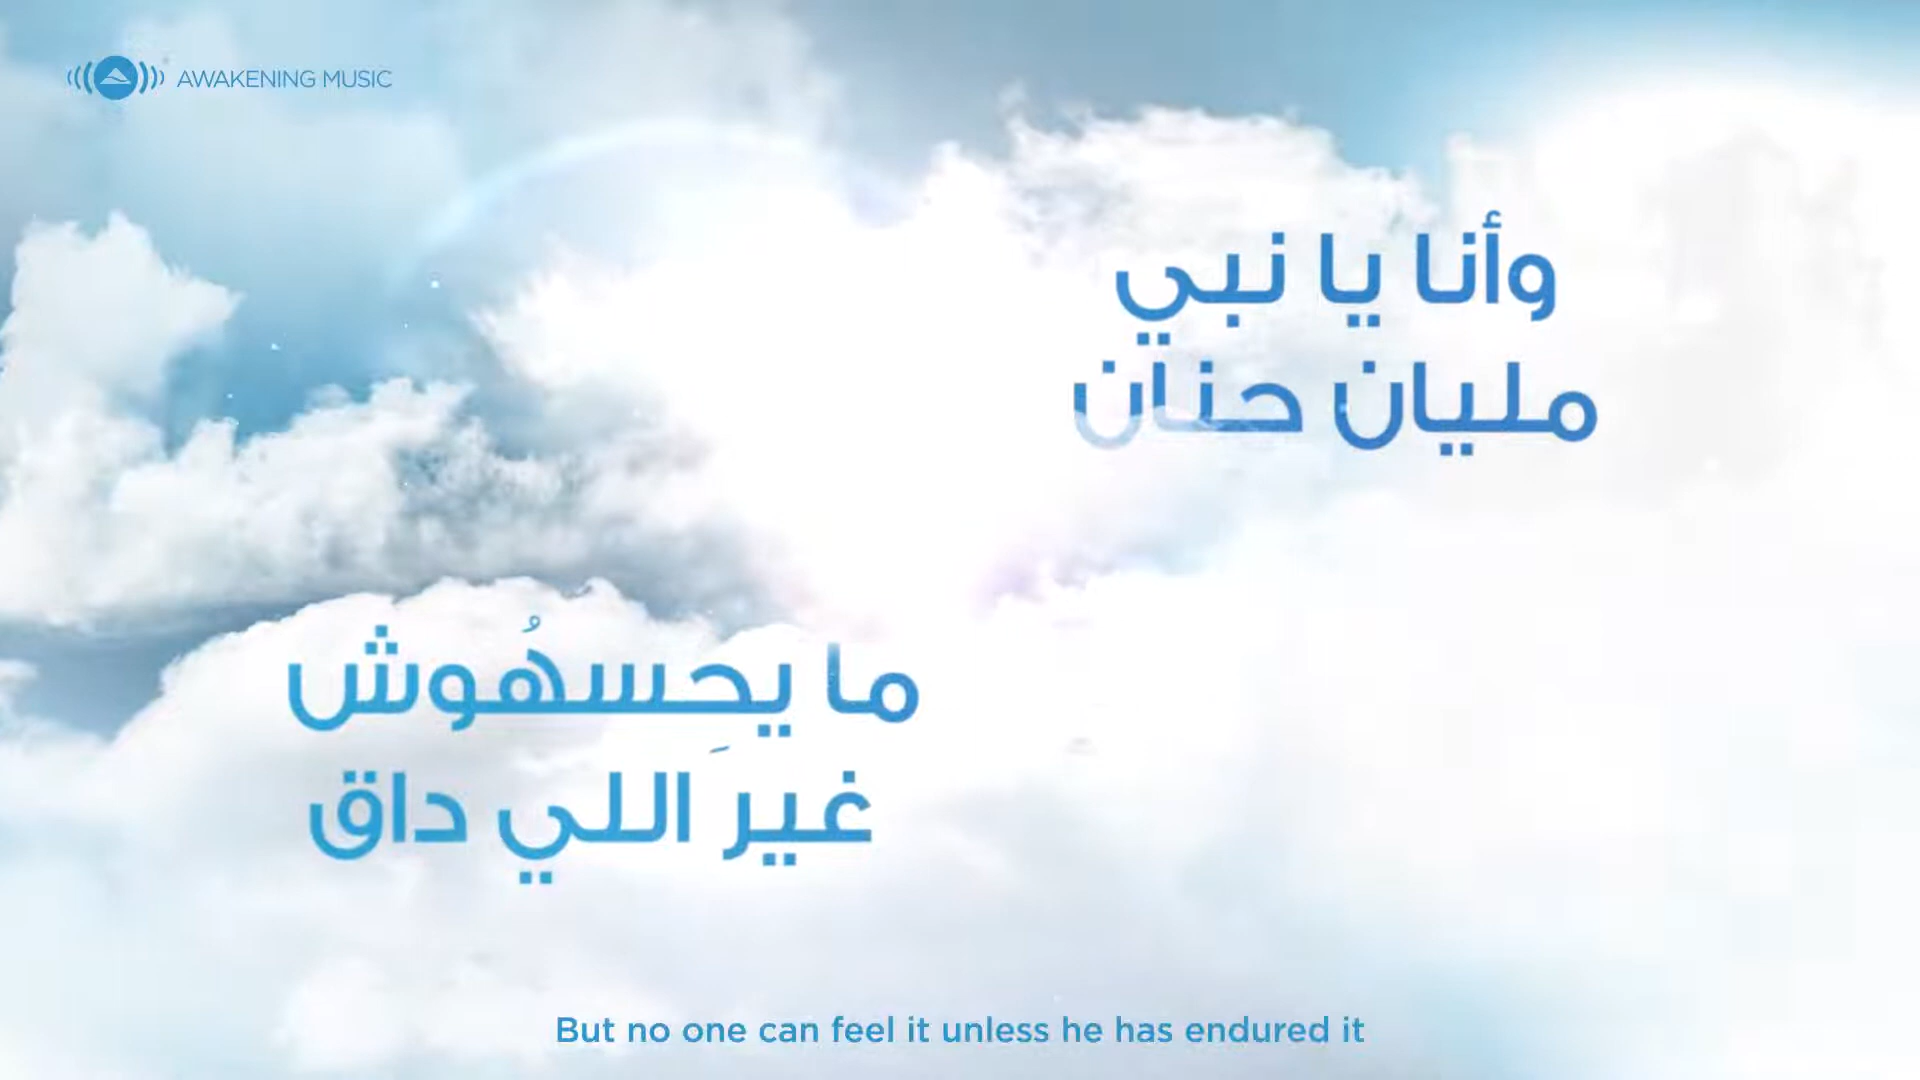 AWAKENING MUSIC
وأنا يا نبي
مليان حنان
ما يحِسهُوش
غير اللي داق
But no one can feel it unless he has endured it